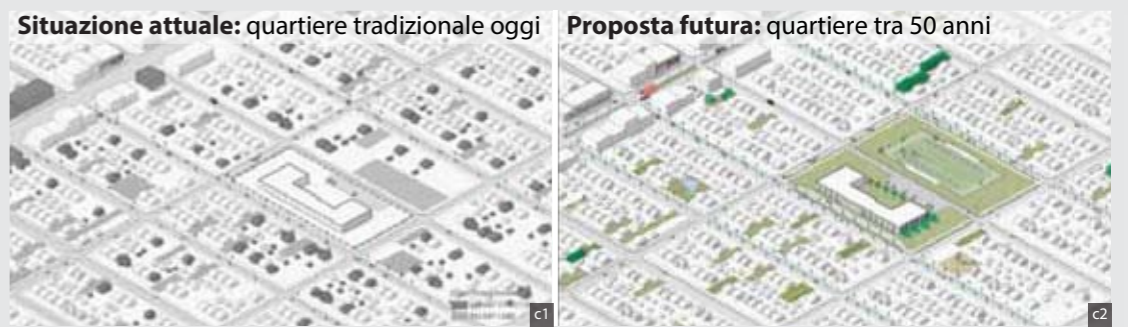 Situazione attuale: quartiere tradizionale oggi
Proposta futura: quartiere tra 50 anni
c1
c2